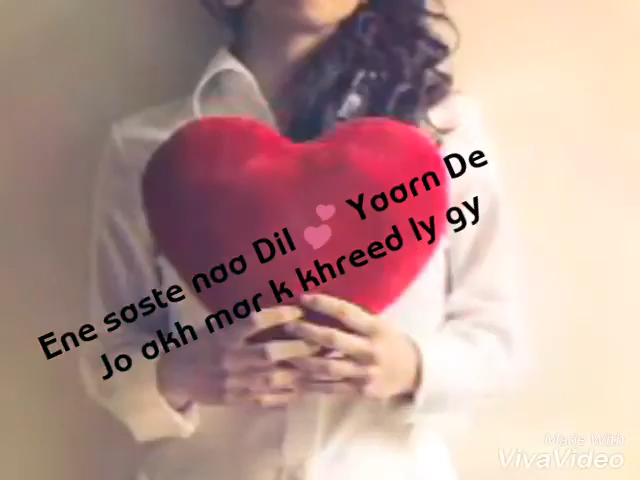 Ene saste naa Dil 💕 Yaarn De
Jo akh mar k khreed ly gy
Made With
VivaVideo